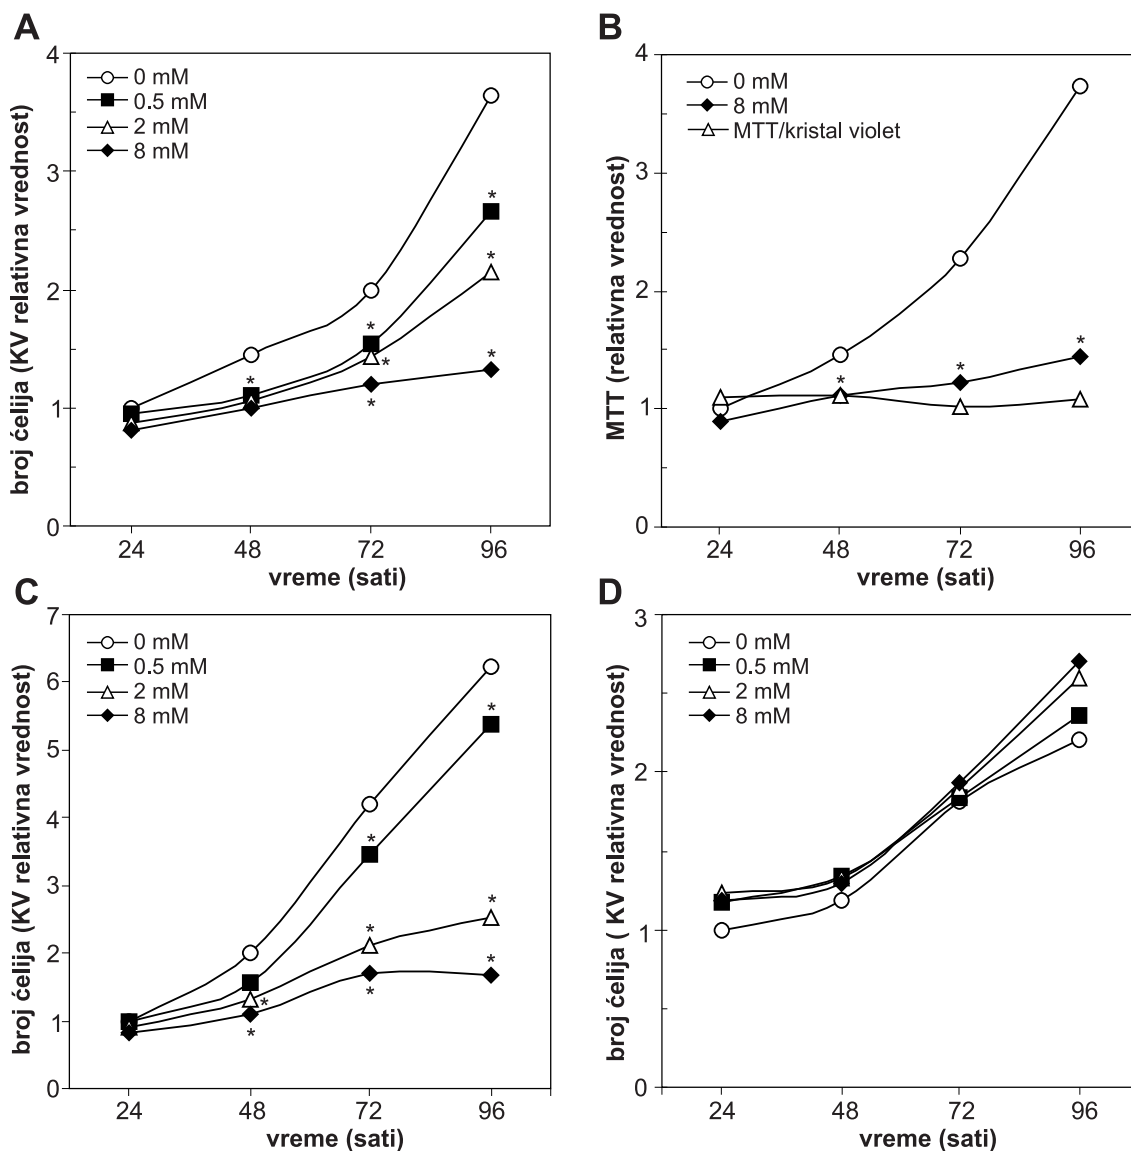 A
broj ćelija (KV relativna vrednost)
4
3
2
1
0
0 mM
0.5 mM
2 mM
8 mM
*
*
*
*
*
*
*
24 48 72 96
vreme (sati)
B
MTT (relativna vrednost)
4
3
2
1
0
0 mM
8 mM
MTT/kristal violet
*
*
*
24 48 72 96
vreme (sati)
C
broj ćelija (KV relativna vrednost)
7
6
5
4
3
2
1
0
0 mM
0.5 mM
2 mM
8 mM
*
*
*
*
*
*
*
*
24 48 72 96
vreme (sati)
D
broj ćelija ( KV relativna vrednost)
3
2
1
0
0 mM
0.5 mM
2 mM
8 mM
24 48 72 96
vreme (sati)